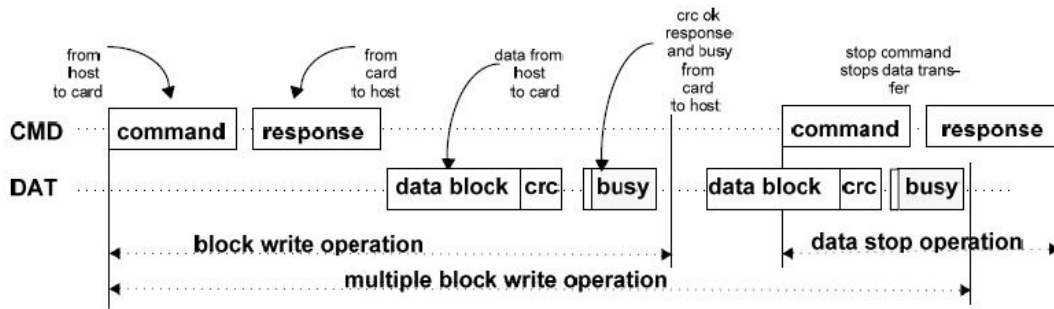 from
host
to card
from
card
to host
data from
host
to card
crc ok
response
and busy
from
card
to host
stop command
stops data trans-
fer
CMD
command
response
command
response
DAT
data block
crc
busy
data block
crc
busy
block write operation
data stop operation
multiple block write operation